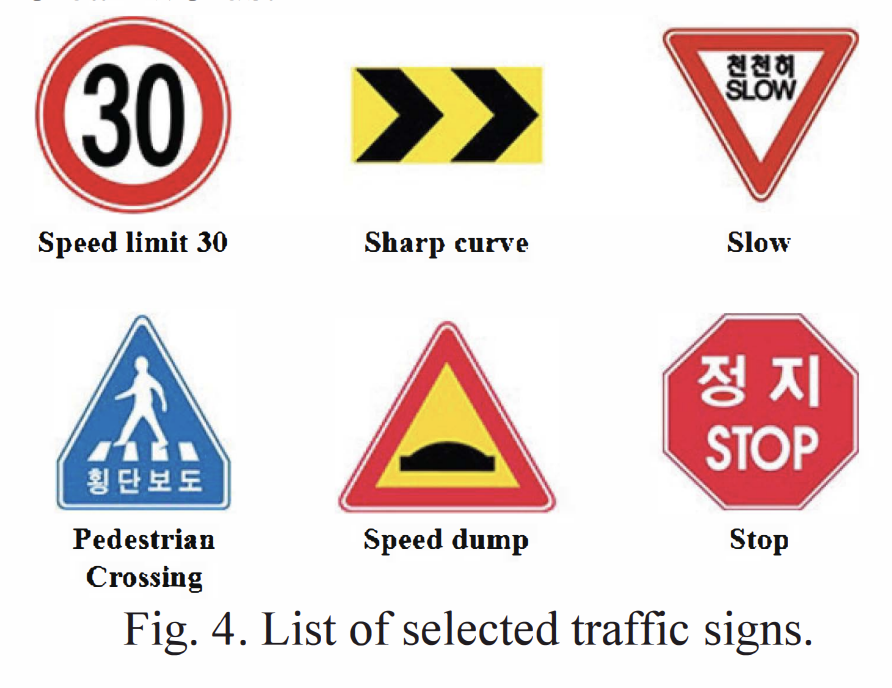 30
천천히
SLOW
Speed limit 30
Sharp curve
Slow
횡단보도
정지
STOP
Pedestrian
Crossing
Speed dump
Stop
Fig. 4. List of selected traffic signs.